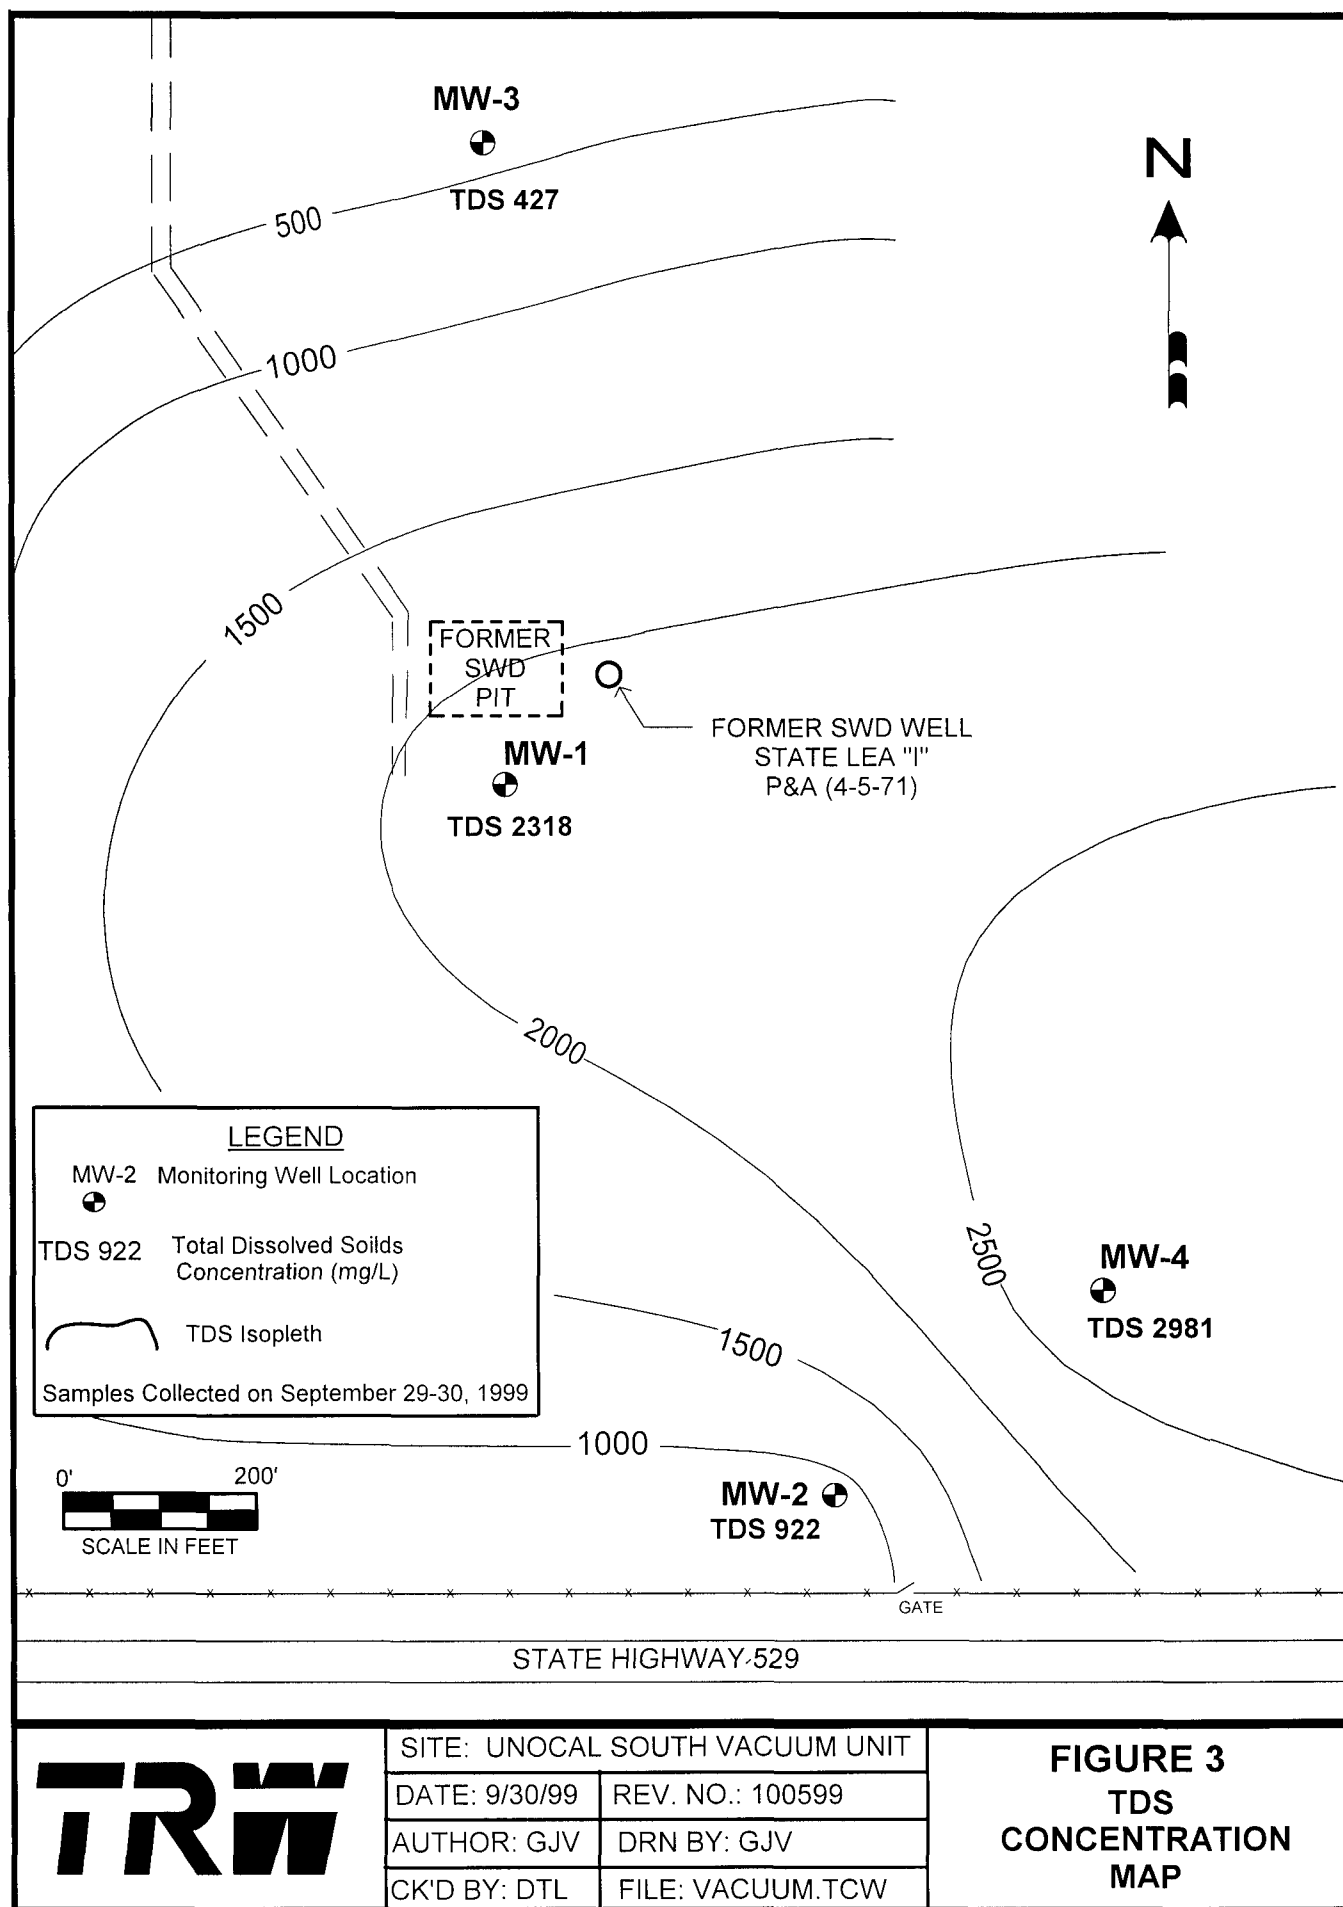 MW-3
TDS 427
N
500
1000
1500
FORMER
SWD
PIT
FORMER SWD WELL
STATE LEA "I"
P&A (4-5-71)
MW-1
TDS 2318
2000
2500
MW-4
TDS 2981
LEGEND
MW-2 Monitoring Well Location
TDS 922 Total Dissolved Soilds
Concentration (mg/L)
TDS Isopleth
Samples Collected on September 29-30, 1999
1500
1000
MW-2
TDS 922
0' 200'
SCALE IN FEET
GATE
STATE HIGHWAY 529
TRW
SITE: UNOCAL SOUTH VACUUM UNIT
DATE: 9/30/99 REV. NO.: 100599
AUTHOR: GJV DRN BY: GJV
CK'D BY: DTL FILE: VACUUM.TCW
FIGURE 3
TDS
CONCENTRATION
MAP